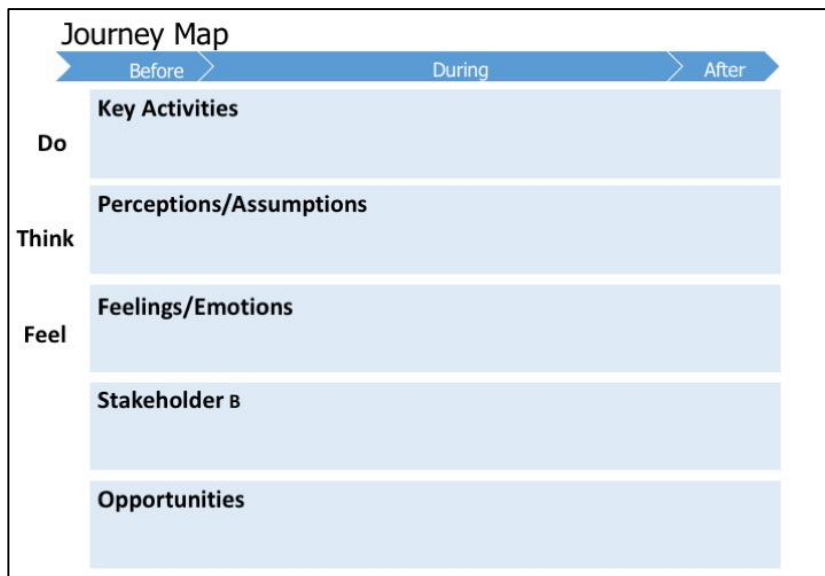 Journey Map
Before During After
Key Activities
Do
Perceptions/Assumptions
Think
Feelings/Emotions
Feel
Stakeholder B
Opportunities